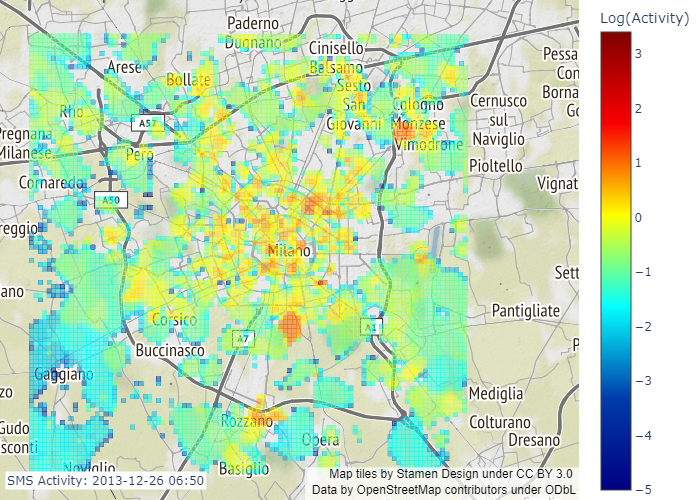 Log(Activity)
3
2
1
0
−1
−2
−3
−4
−5
Paderno
Dugnano
Cinisello
Balsamo
Arese
Bollate
Sesto
San
Giovanni
Cologno
Monzese
Vimodrone
Pessa
Con
Borna
Go
Cernusco
sul
Naviglio
Rho
A52
Pregnana
Milanese
Pero
Pioltello
Cornaredo
A50
Vignat
reggio
Milano
Sett
ano
Pantigliate
Corsico
A7
A1
Buccinasco
P
Gaggiano
zo
Mediglia
Rozzano
Colturano
Gudo
sconti
Opera
Dresano
Noviglio
Basiglio
SMS Activity: 2013-12-26 06:50
Map tiles by Stamen Design under CC BY 3.0
Data by OpenStreetMap contributors under ODbL